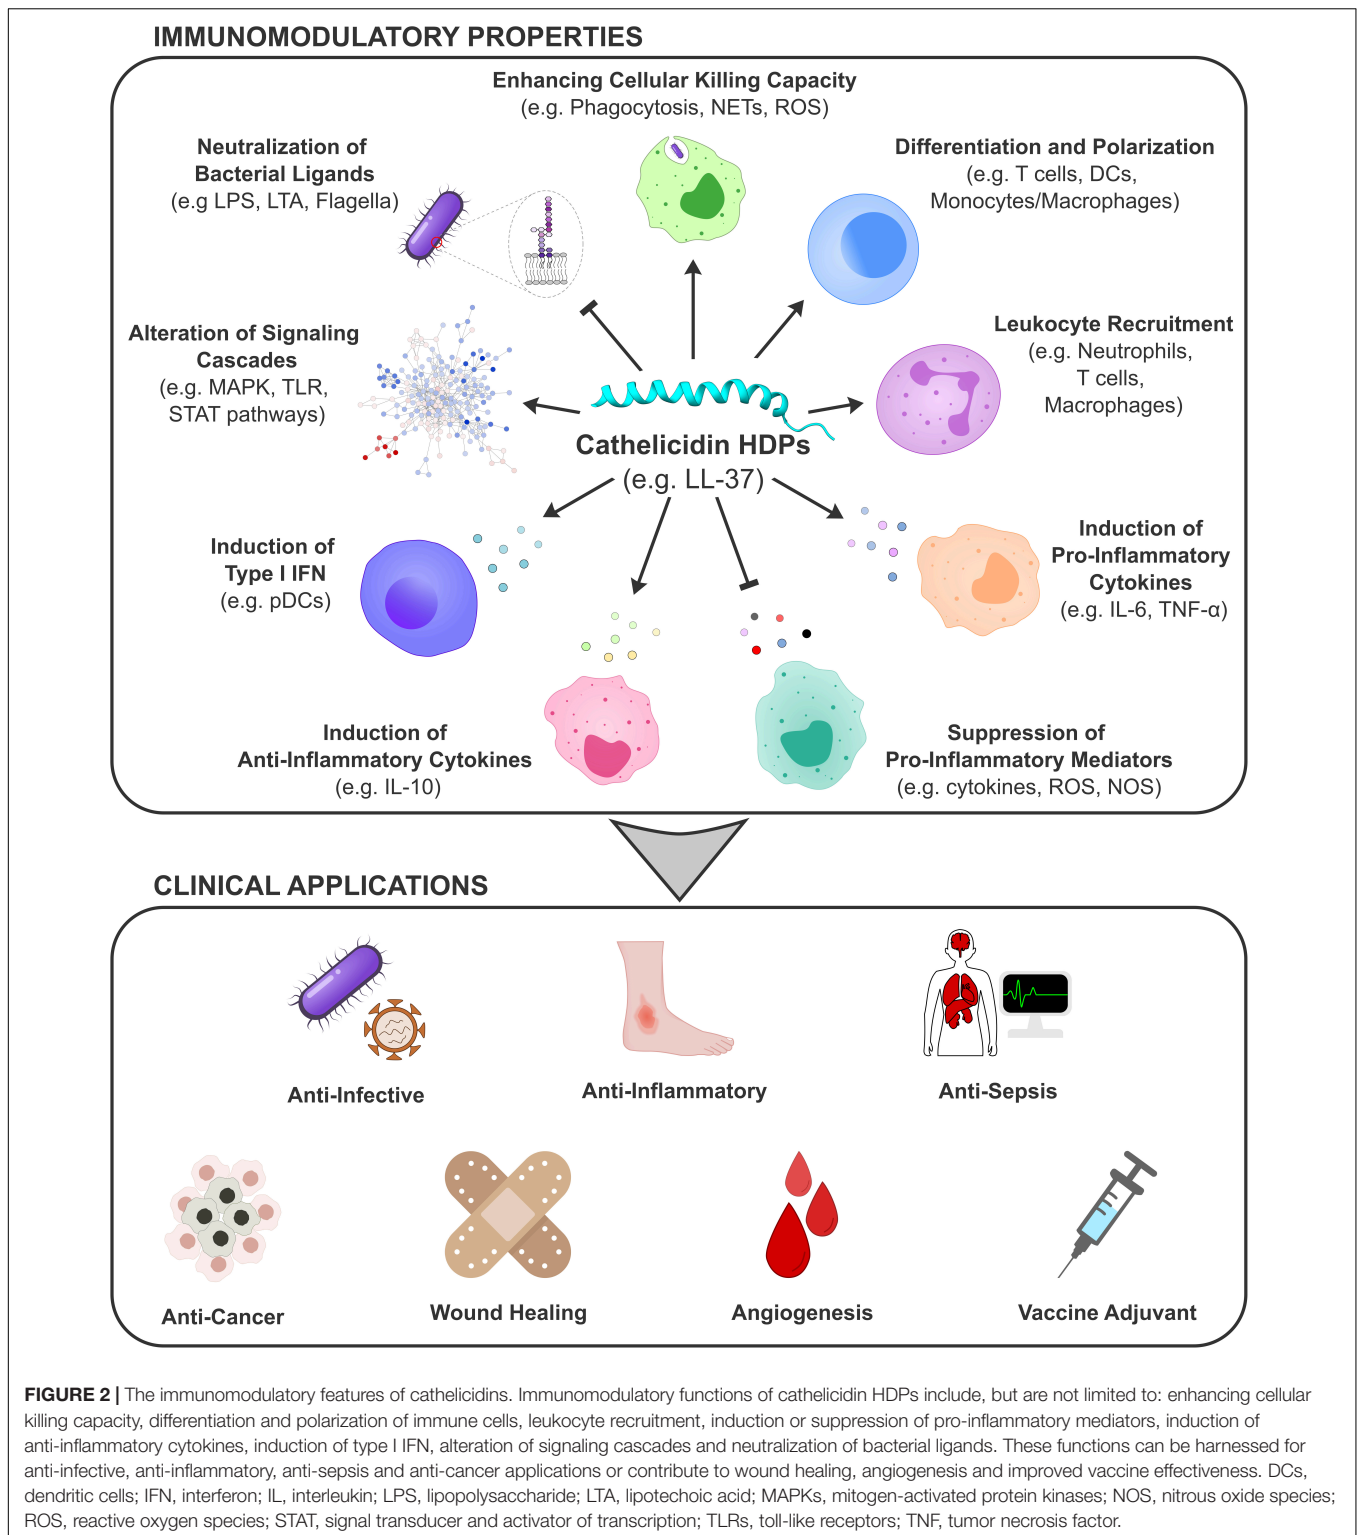 IMMUNOMODULATORY PROPERTIES
Enhancing Cellular Killing Capacity
(e.g. Phagocytosis, NETs, ROS)
Neutralization of
Bacterial Ligands
(e.g LPS, LTA, Flagella)
Differentiation and Polarization
(e.g. T cells, DCs,
Monocytes/Macrophages)
Alteration of Signaling
Cascades
(e.g. MAPK, TLR,
STAT pathways)
Leukocyte Recruitment
(e.g. Neutrophils,
T cells,
Macrophages)
Cathelicidin HDPs
(e.g. LL-37)
Induction of
Type I IFN
(e.g. pDCs)
Induction of
Pro-Inflammatory
Cytokines
(e.g. IL-6, TNF-α)
Induction of
Anti-Inflammatory Cytokines
(e.g. IL-10)
Suppression of
Pro-Inflammatory Mediators
(e.g. cytokines, ROS, NOS)
CLINICAL APPLICATIONS
Anti-Infective
Anti-Inflammatory
Anti-Sepsis
Anti-Cancer
Wound Healing
Angiogenesis
Vaccine Adjuvant
FIGURE 2 | The immunomodulatory features of cathelicidins. Immunomodulatory functions of cathelicidin HDPs include, but are not limited to: enhancing cellular
killing capacity, differentiation and polarization of immune cells, leukocyte recruitment, induction or suppression of pro-inflammatory mediators, induction of
anti-inflammatory cytokines, induction of type I IFN, alteration of signaling cascades and neutralization of bacterial ligands. These functions can be harnessed for
anti-infective, anti-inflammatory, anti-sepsis and anti-cancer applications or contribute to wound healing, angiogenesis and improved vaccine effectiveness. DCs,
dendritic cells; IFN, interferon; IL, interleukin; LPS, lipopolysaccharide; LTA, lipotechoic acid; MAPKs, mitogen-activated protein kinases; NOS, nitrous oxide species;
ROS, reactive oxygen species; STAT, signal transducer and activator of transcription; TLRs, toll-like receptors; TNF, tumor necrosis factor.